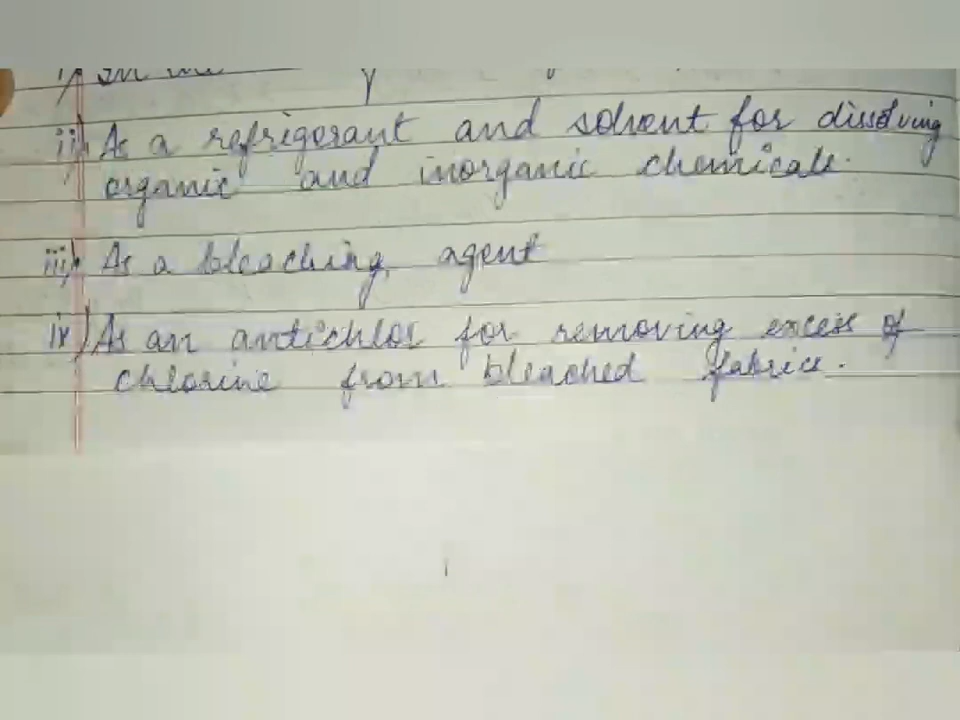 ii) As a refrigerant and solvent for dissolving
organic and inorganic chemicals.
iii) As a bleaching agent
iv) As an antichlor for removing excess of
chlorine from bleached fabrics.